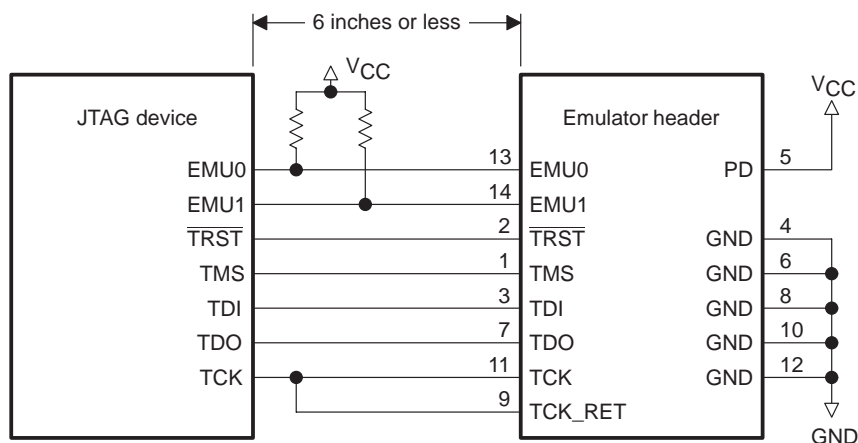 6 inches or less
VCC
VCC
JTAG device
Emulator header
EMU0 13 EMU0 PD 5
EMU1 14 EMU1
TRST 2 TRST GND 4
TMS 1 TMS GND 6
TDI 3 TDI GND 8
TDO 7 TDO GND 10
TCK 11 TCK GND 12
9 TCK_RET
GND